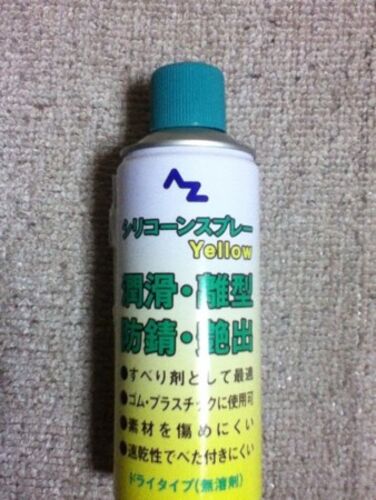 AZ
シリコーンスプレー
Yellow
潤滑・離型
防錆・艶出
●すべり剤として最適
●ゴム・プラスチックに使用可
●素材を傷めにくい
●速乾性でべた付きにくい
ドライタイプ(無溶剤)